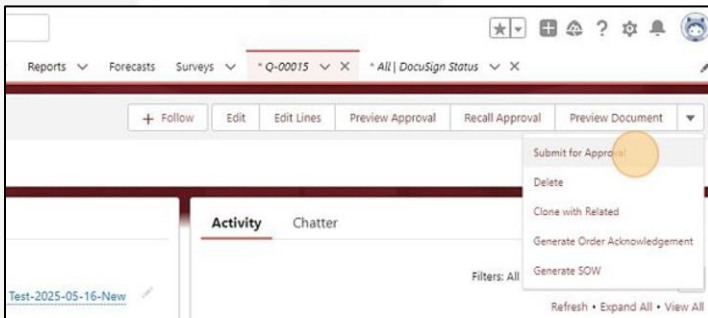 Reports Forecasts Surveys * Q-00015 * All | DocuSign Status
+ Follow Edit Edit Lines Preview Approval Recall Approval Preview Document
Submit for Approval
Delete
Clone with Related
Generate Order Acknowledgement
Generate SOW
Activity Chatter
Filters: All
Test-2025-05-16-New
Refresh • Expand All • View All